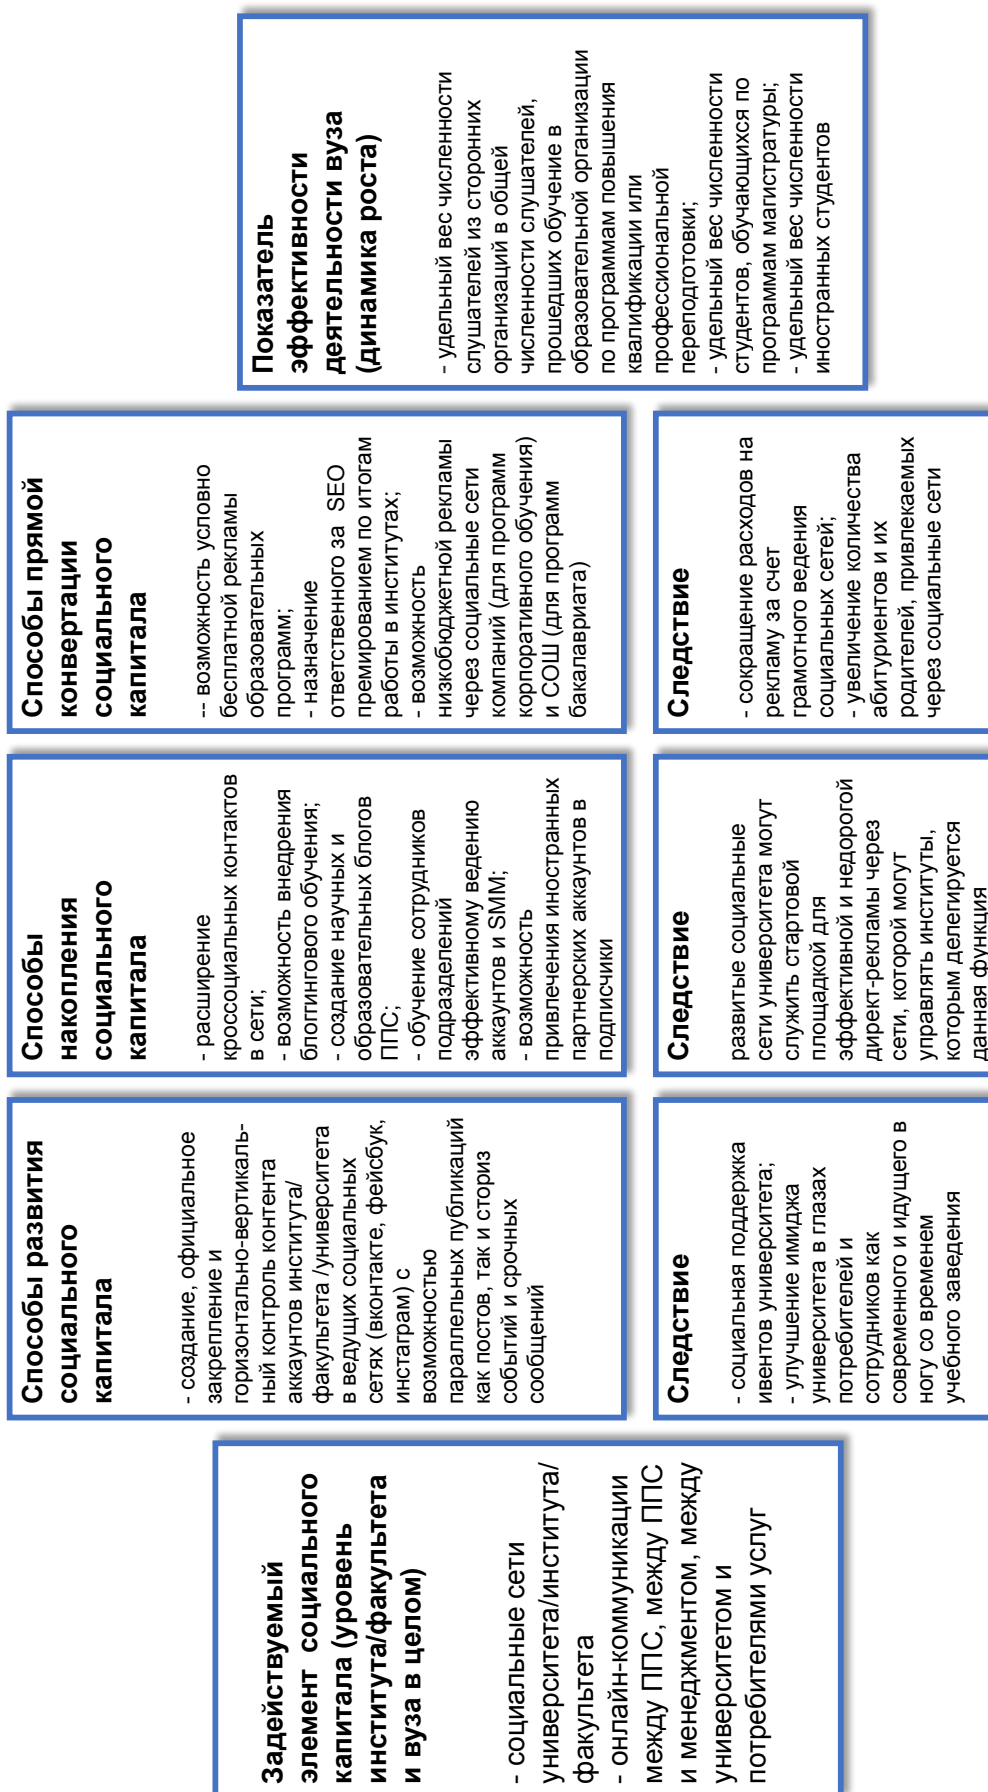 Задействуемый
элемент социального
капитала (уровень
института/факультета
и вуза в целом)
- социальные сети
университета/института/
факультета
- онлайн-коммуникации
между ППС, между ППС
и менеджментом, между
университетом и
потребителями услуг
Способы развития
социального
капитала
- создание, официальное
закрепление и
горизонтально-вертикаль-
ный контроль контента
аккаунтов института/
факультета /университета
в ведущих социальных
сетях (вконтакте, фейсбук,
инстаграм) с
возможностью
параллельных публикаций
как постов, так и сториз
событий и срочных
сообщений
Следствие
- социальная поддержка
ивентов университета;
- улучшение имиджа
университета в глазах
потребителей и
сотрудников как
современного и идущего в
ногу со временем
учебного заведения
Способы
накопления
социального
капитала
- расширение
кроссоциальных контактов
в сети;
- возможность внедрения
блогингового обучения;
- создание научных и
образовательных блогов
ППС;
- обучение сотрудников
подразделений
эффективному ведению
аккаунтов и SMM;
- возможность
привлечения иностранных
партнерских аккаунтов в
подписчики
Следствие
развитые социальные
сети университета могут
служить стартовой
площадкой для
эффективной и недорогой
директ-рекламы через
сети, которой могут
управлять институты,
которым делегируется
данная функция
Способы прямой
конвертации
социального
капитала
-- возможность условно
бесплатной рекламы
образовательных
программ;
- назначение
ответственного за SEO
премированием по итогам
работы в институтах;
- возможность
низкобюджетной рекламы
через социальные сети
компаний (для программ
корпоративного обучения)
и СОШ (для программ
бакалавриата)
Следствие
- сокращение расходов на
рекламу за счет
грамотного ведения
социальных сетей;
- увеличение количества
абитуриентов и их
родителей, привлекаемых
через социальные сети
Показатель
эффективности
деятельности вуза
(динамика роста)
- удельный вес численности
слушателей из сторонних
организаций в общей
численности слушателей,
прошедших обучение в
образовательной организации
по программам повышения
квалификации или
профессиональной
переподготовки;
- удельный вес численности
студентов, обучающихся по
программам магистратуры;
- удельный вес численности
иностранных студентов